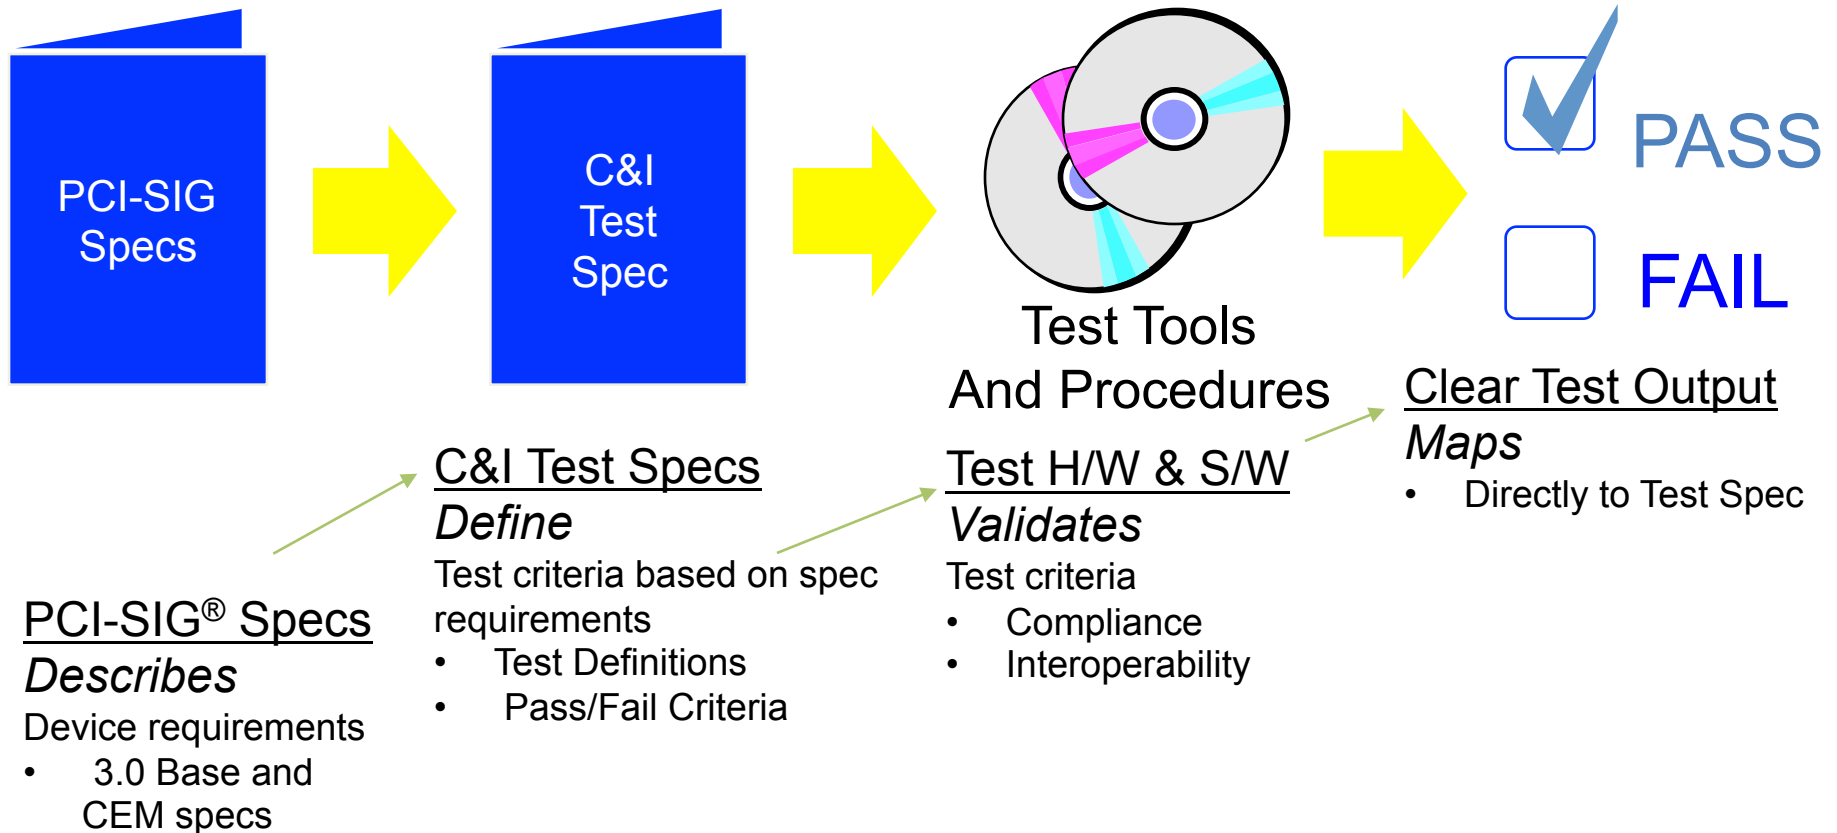 PCI-SIG
Specs
C&I
Test
Spec
Test Tools
And Procedures
PASS
FAIL
PCI-SIG® Specs
Describes
Device requirements
• 3.0 Base and
CEM specs
C&I Test Specs
Define
Test criteria based on spec
requirements
• Test Definitions
• Pass/Fail Criteria
Test H/W & S/W
Validates
Test criteria
• Compliance
• Interoperability
Clear Test Output
Maps
• Directly to Test Spec